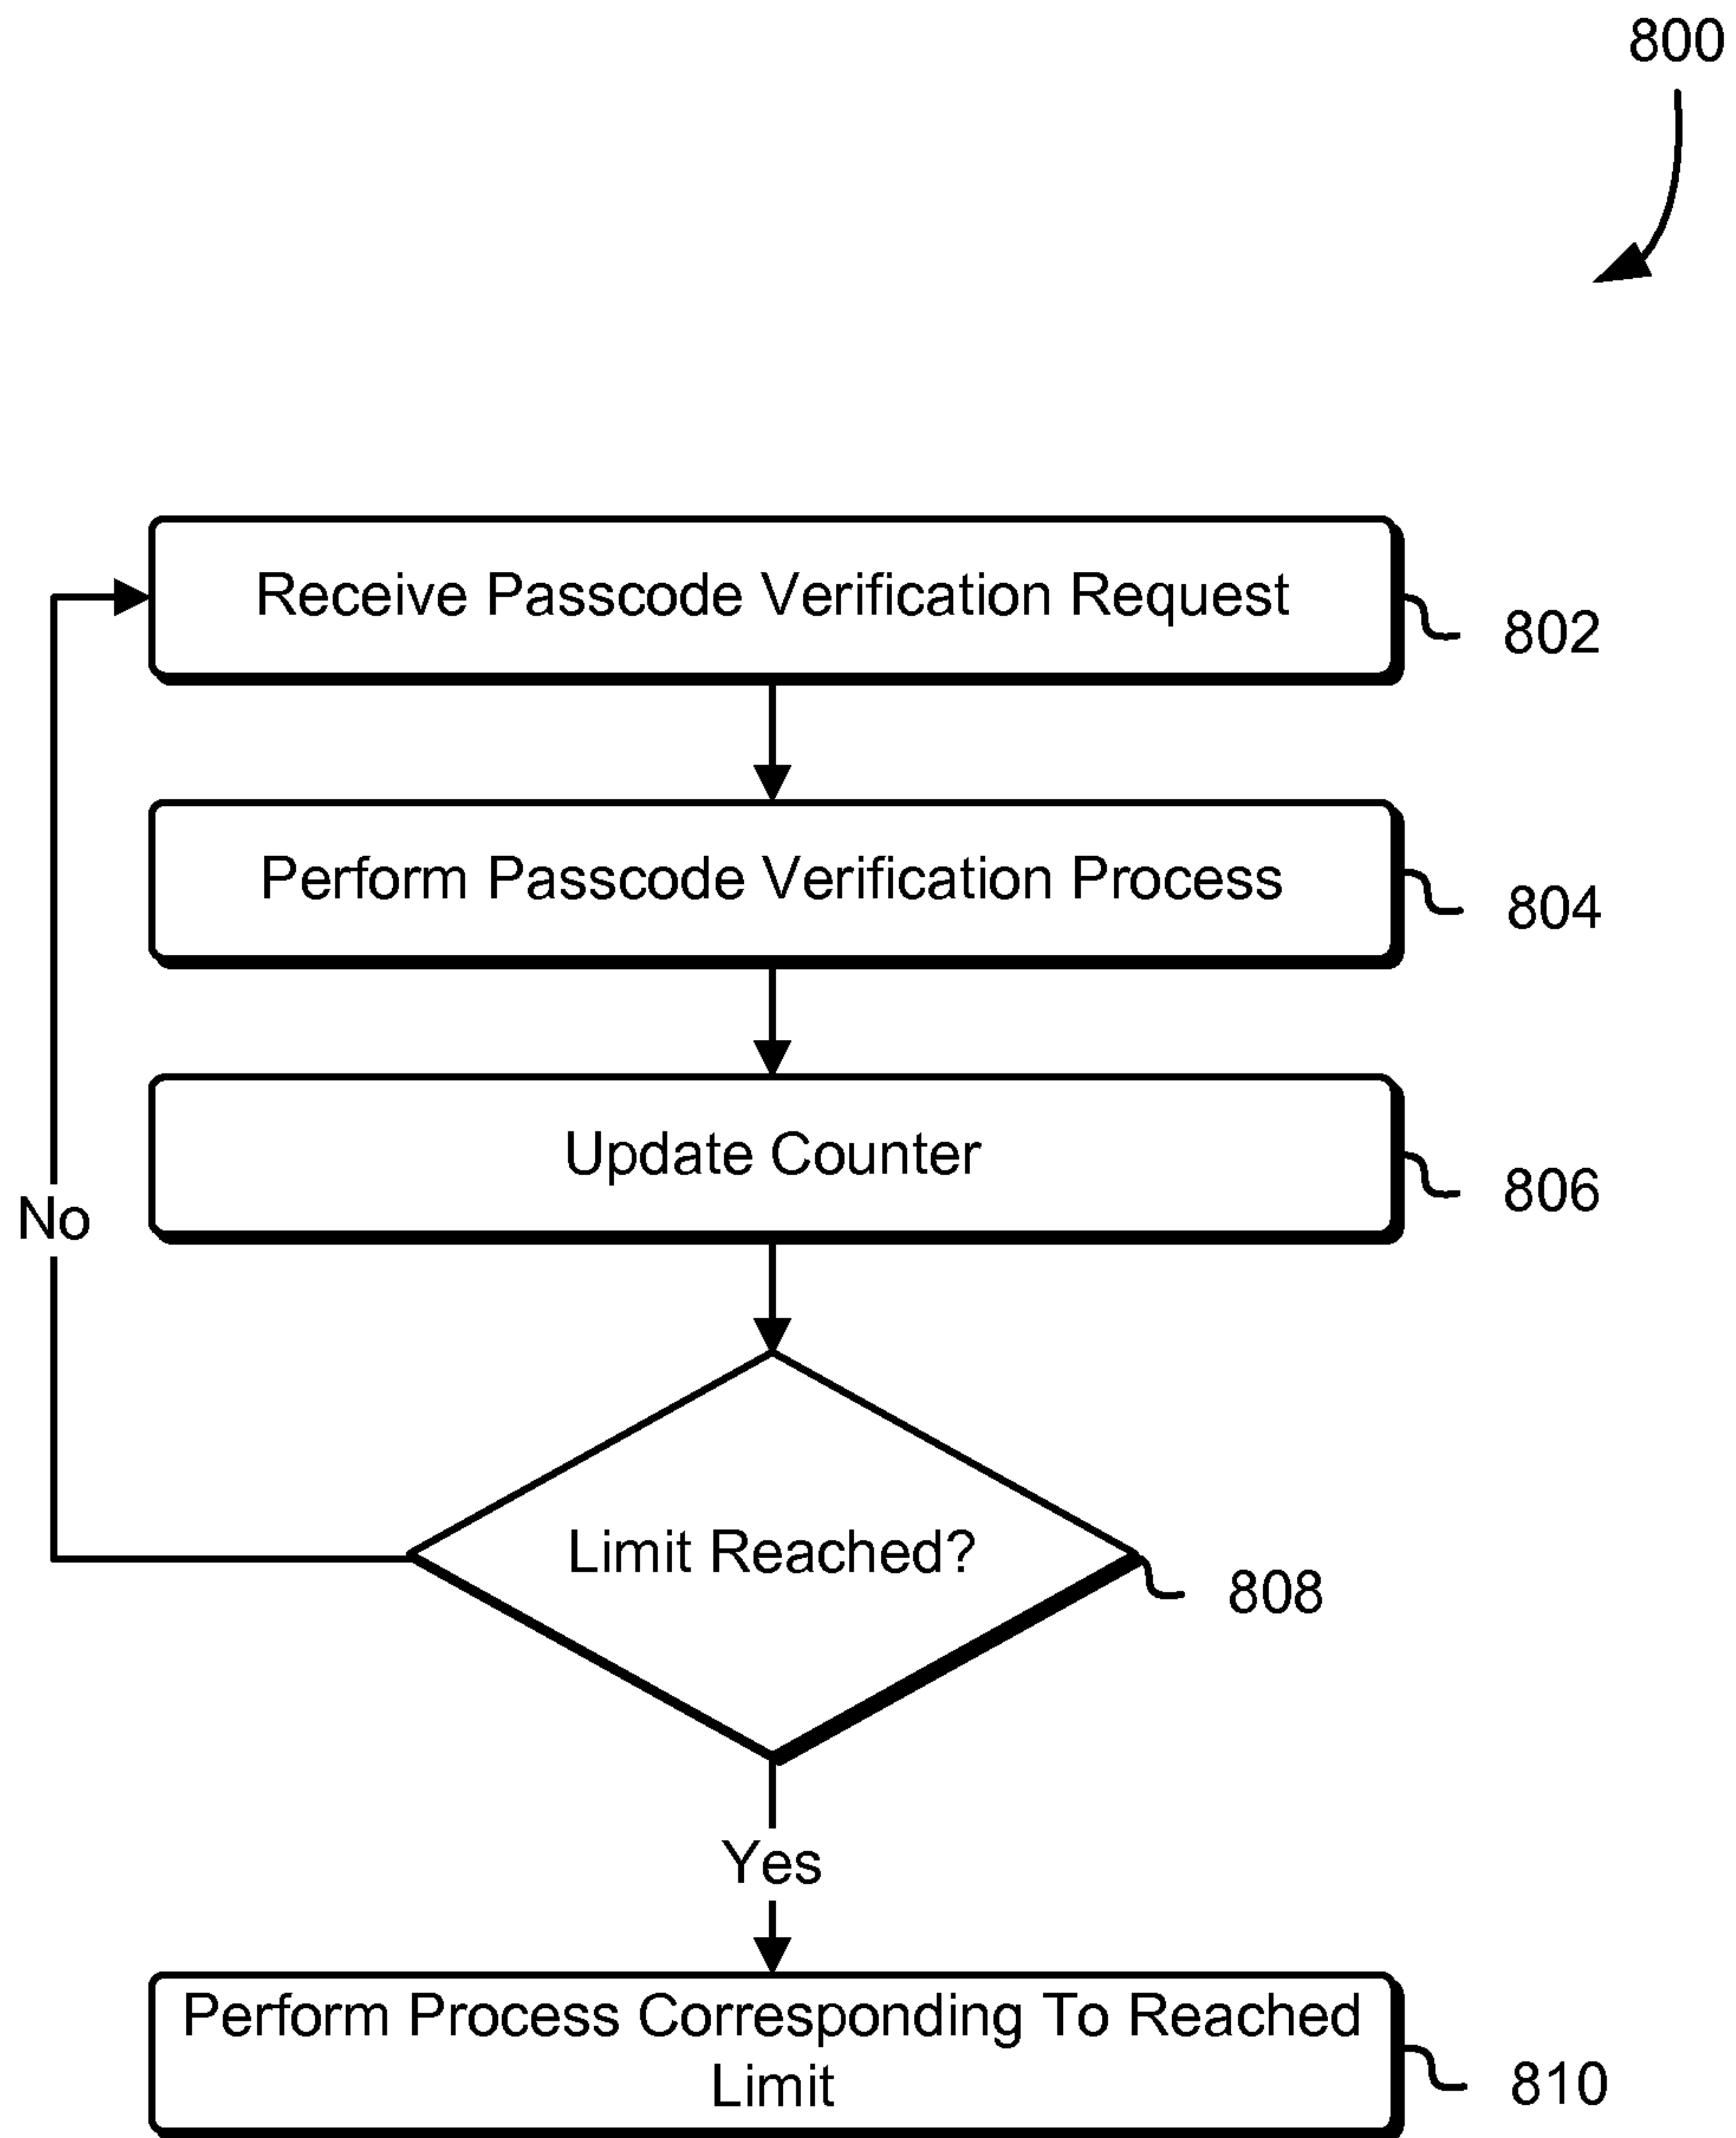 800
Receive Passcode Verification Request
802
Perform Passcode Verification Process
804
Update Counter
806
No
Limit Reached?
808
Yes
Perform Process Corresponding To Reached
Limit
810